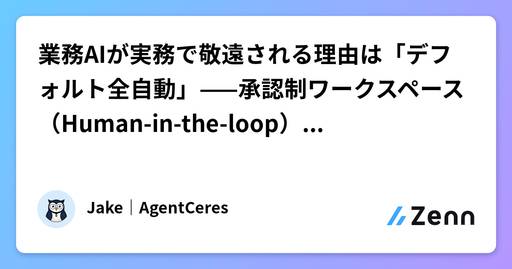 業務AIが実務で敬遠される理由は「デフ
ォルト全自動」——承認制ワークスペース
（Human-in-the-loop）...
Jake｜AgentCeres
Zenn